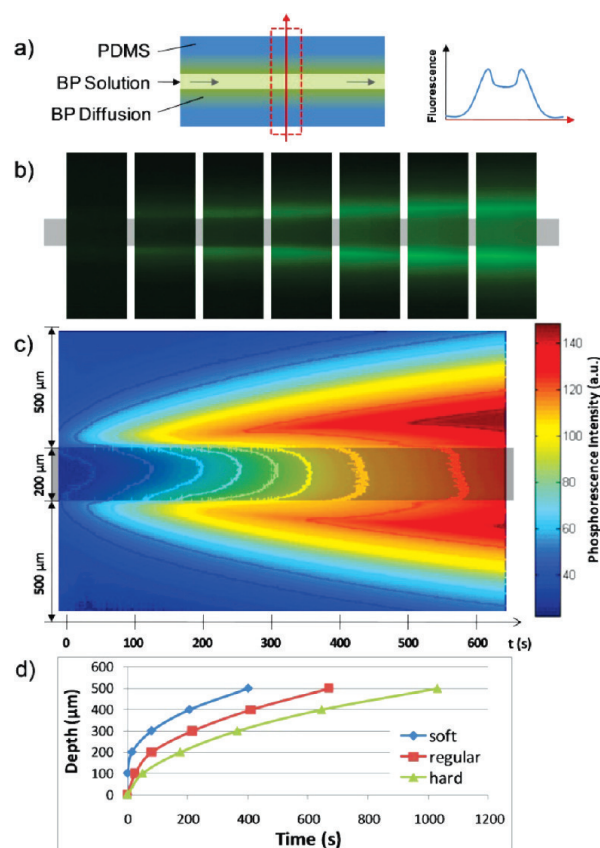 a)
PDMS
BP Solution
BP Diffusion
Fluorescence
b)
c)
500 µm
200 µm
500 µm
0 100 200 300 400 500 600 t (s)
140
120
100
80
60
40
Phosphorescence Intensity (a.u.)
d)
600
500
400
300
200
100
0
Depth (µm)
0 200 400 600 800 1000 1200
Time (s)
soft
regular
hard